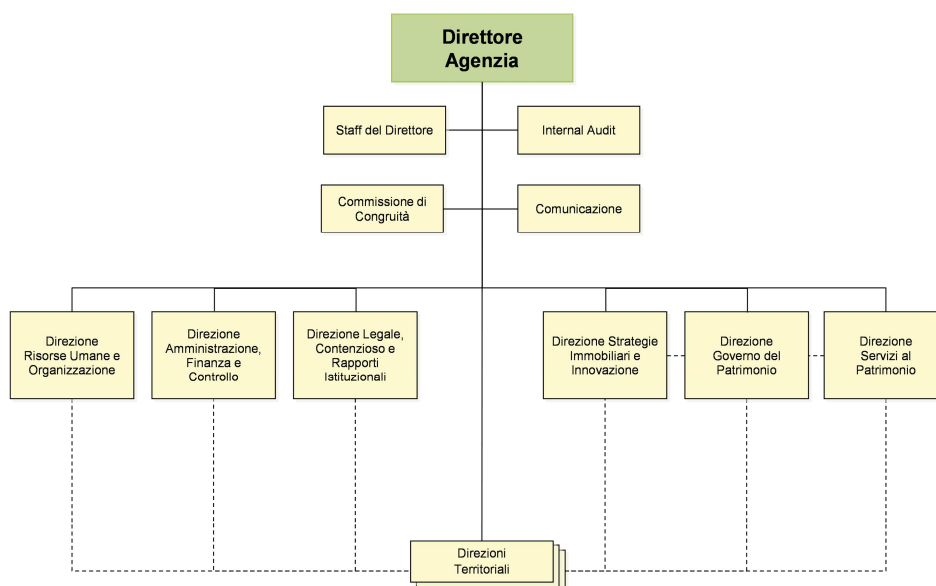 Direttore
Agenzia
Staff del Direttore
Internal Audit
Commissione di
Congruità
Comunicazione
Direzione
Risorse Umane e
Organizzazione
Direzione
Amministrazione,
Finanza e
Controllo
Direzione Legale,
Contenzioso e
Rapporti
Istituzionali
Direzione Strategie
Immobiliari e
Innovazione
Direzione
Governo del
Patrimonio
Direzione
Servizi al
Patrimonio
Direzioni
Territoriali